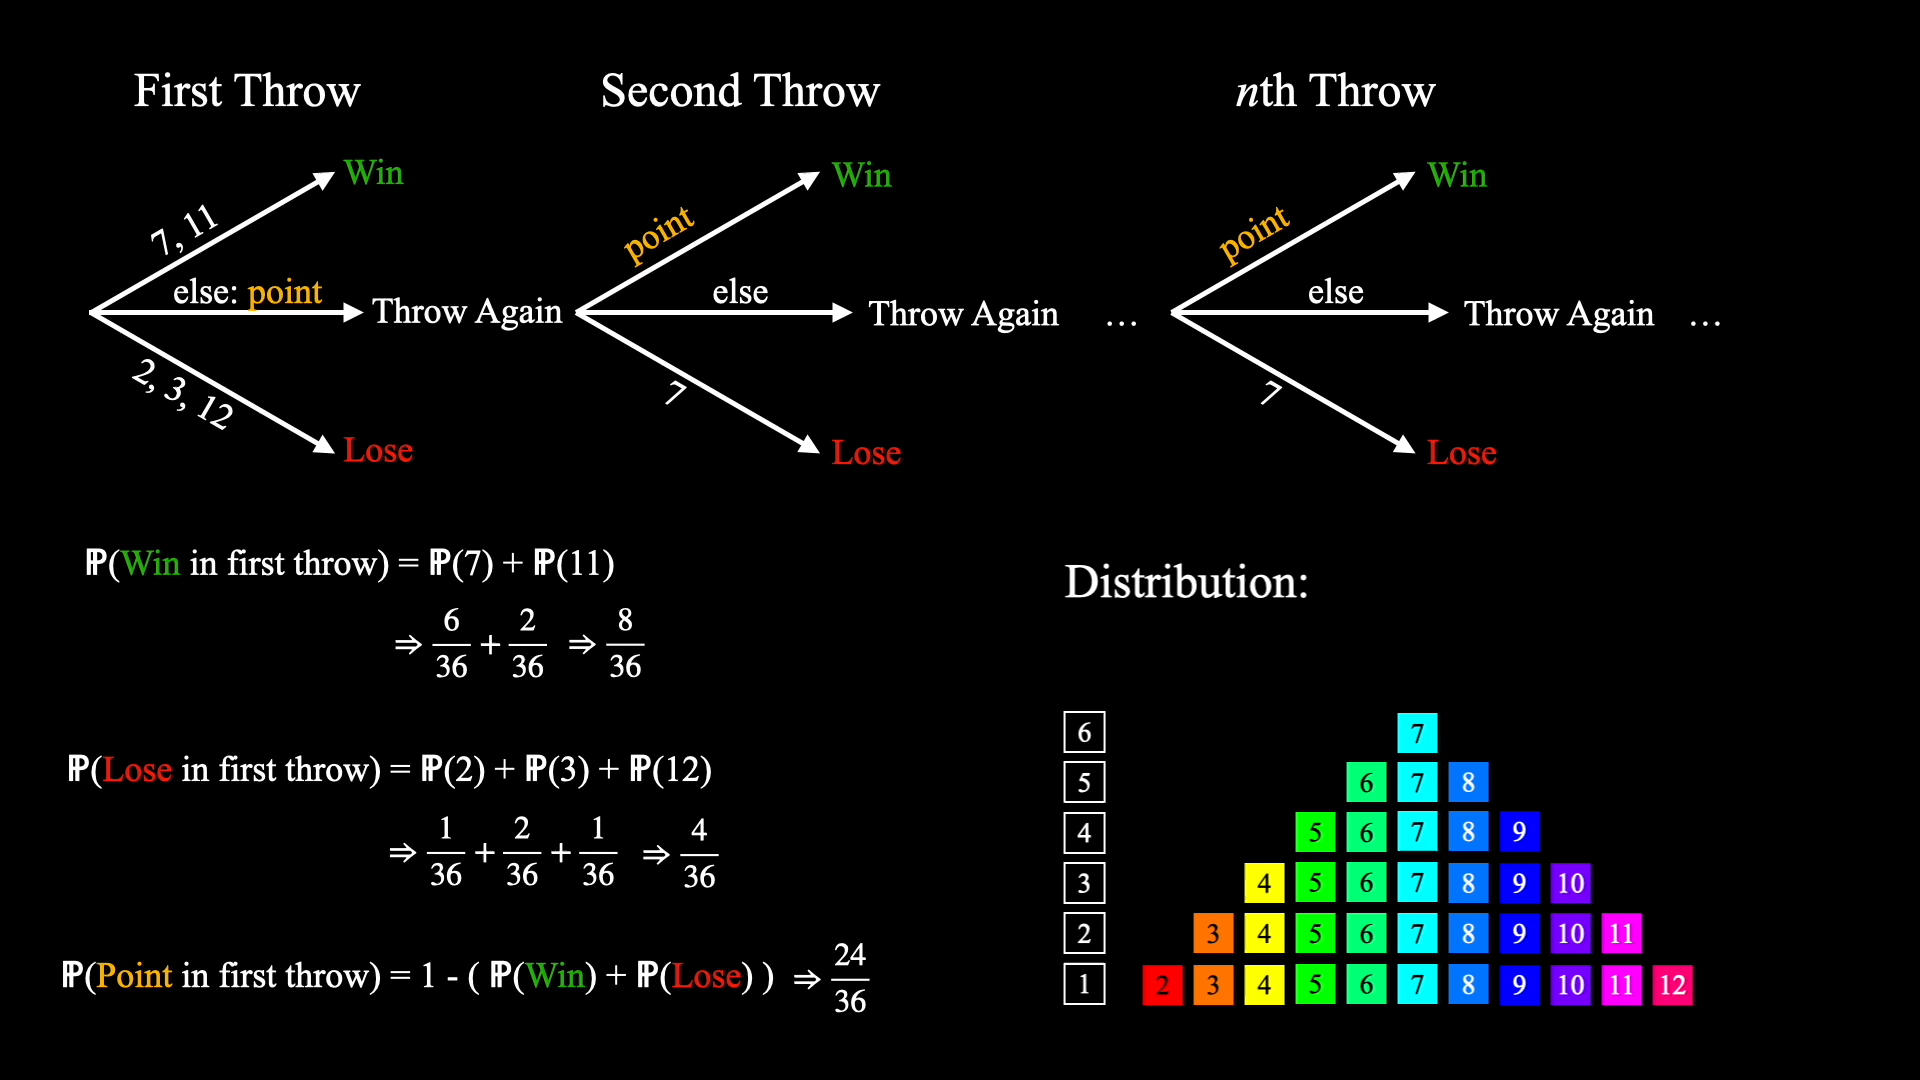 First Throw
Second Throw
nth Throw
Win
Win
Win
7, 11
point
point
else: point
else
else
Throw Again
Throw Again ...
Throw Again ...
2, 3, 12
7
7
Lose
Lose
Lose
ℙ(Win in first throw) = ℙ(7) + ℙ(11)
⇒ 6/36 + 2/36 ⇒ 8/36
ℙ(Lose in first throw) = ℙ(2) + ℙ(3) + ℙ(12)
⇒ 1/36 + 2/36 + 1/36 ⇒ 4/36
ℙ(Point in first throw) = 1 - ( ℙ(Win) + ℙ(Lose) ) ⇒ 24/36
Distribution:
6 7
5 6 7 8
4 5 6 7 8 9
3 4 5 6 7 8 9 10
2 3 4 5 6 7 8 9 10 11
1 2 3 4 5 6 7 8 9 10 11 12